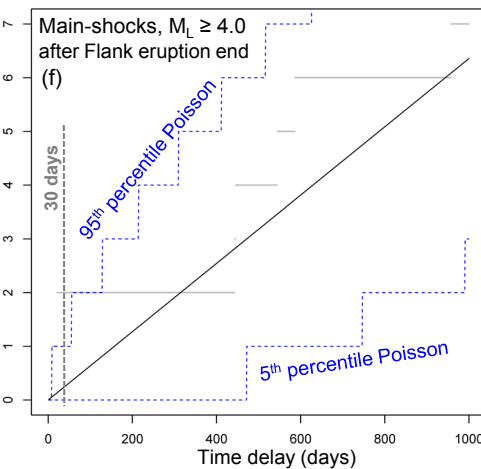 Main-shocks, M_L ≥ 4.0
after Flank eruption end
(f)
95th percentile Poisson
30 days
5th percentile Poisson
7
6
5
4
3
2
1
0
0 200 400 600 800 1000
Time delay (days)